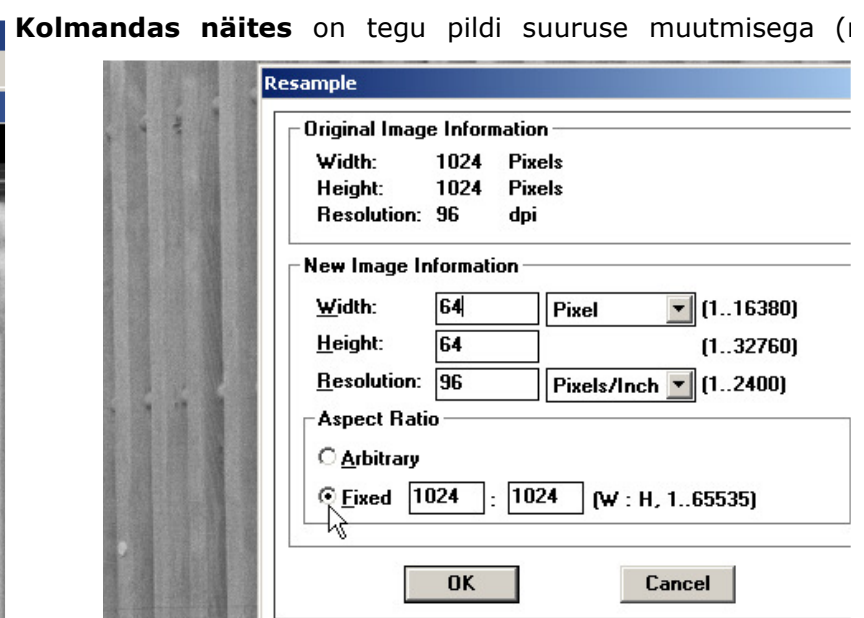 Kolmandas näites on tegu pildi suuruse muutmisega
Resample
Original Image Information
Width: 1024 Pixels
Height: 1024 Pixels
Resolution: 96 dpi
New Image Information
Width: 64 Pixel (1..16380)
Height: 64 (1..32760)
Resolution: 96 Pixels/Inch (1..2400)
Aspect Ratio
Arbitrary
Fixed 1024 : 1024 (W : H, 1..65535)
OK Cancel